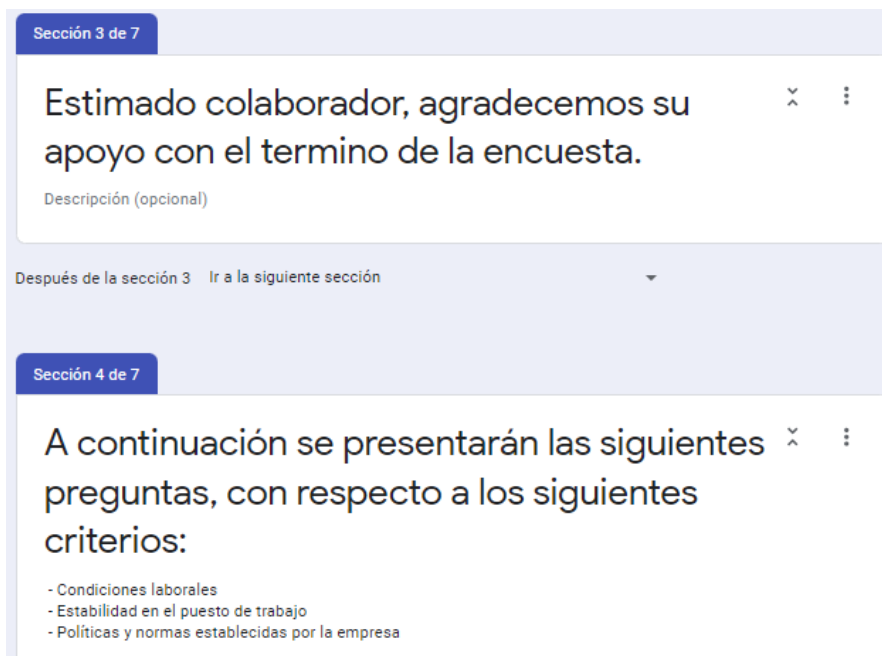 Sección 3 de 7
Estimado colaborador, agradecemos su
apoyo con el termino de la encuesta.
Descripción (opcional)
Después de la sección 3 Ir a la siguiente sección
Sección 4 de 7
A continuación se presentarán las siguientes
preguntas, con respecto a los siguientes
criterios:
- Condiciones laborales
- Estabilidad en el puesto de trabajo
- Políticas y normas establecidas por la empresa